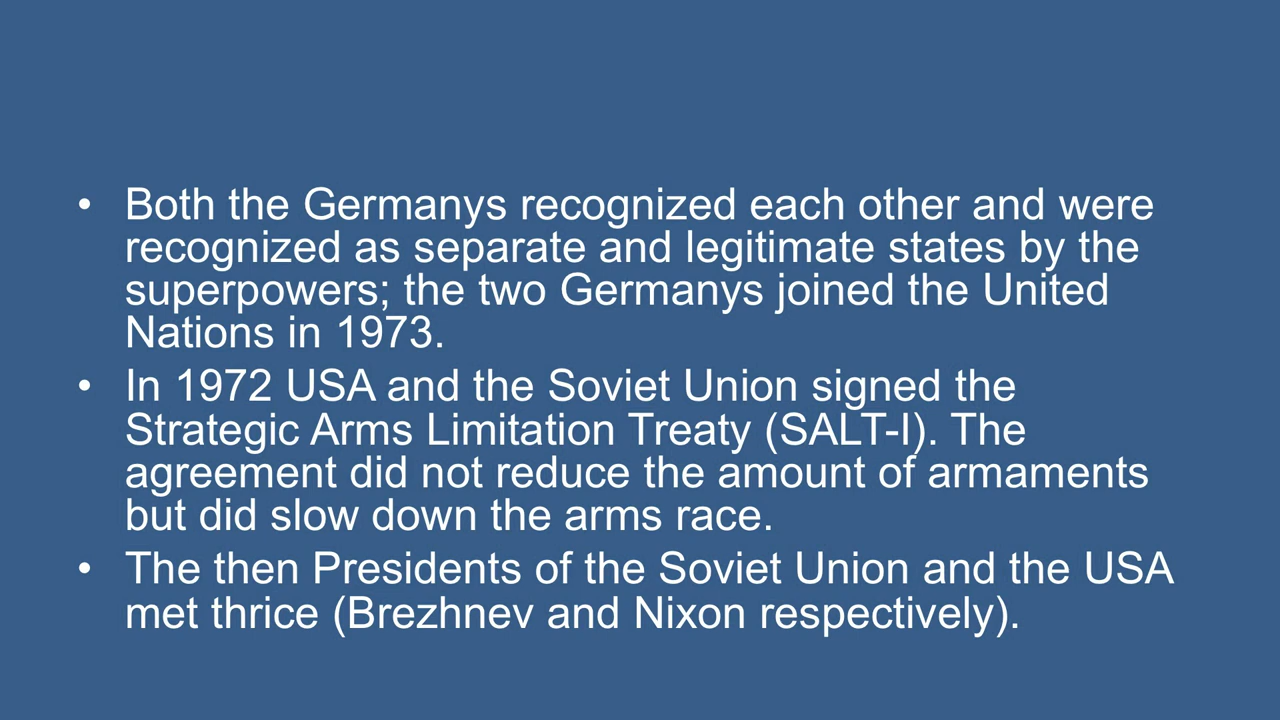 • Both the Germanys recognized each other and were
recognized as separate and legitimate states by the
superpowers; the two Germanys joined the United
Nations in 1973.
• In 1972 USA and the Soviet Union signed the
Strategic Arms Limitation Treaty (SALT-I). The
agreement did not reduce the amount of armaments
but did slow down the arms race.
• The then Presidents of the Soviet Union and the USA
met thrice (Brezhnev and Nixon respectively).